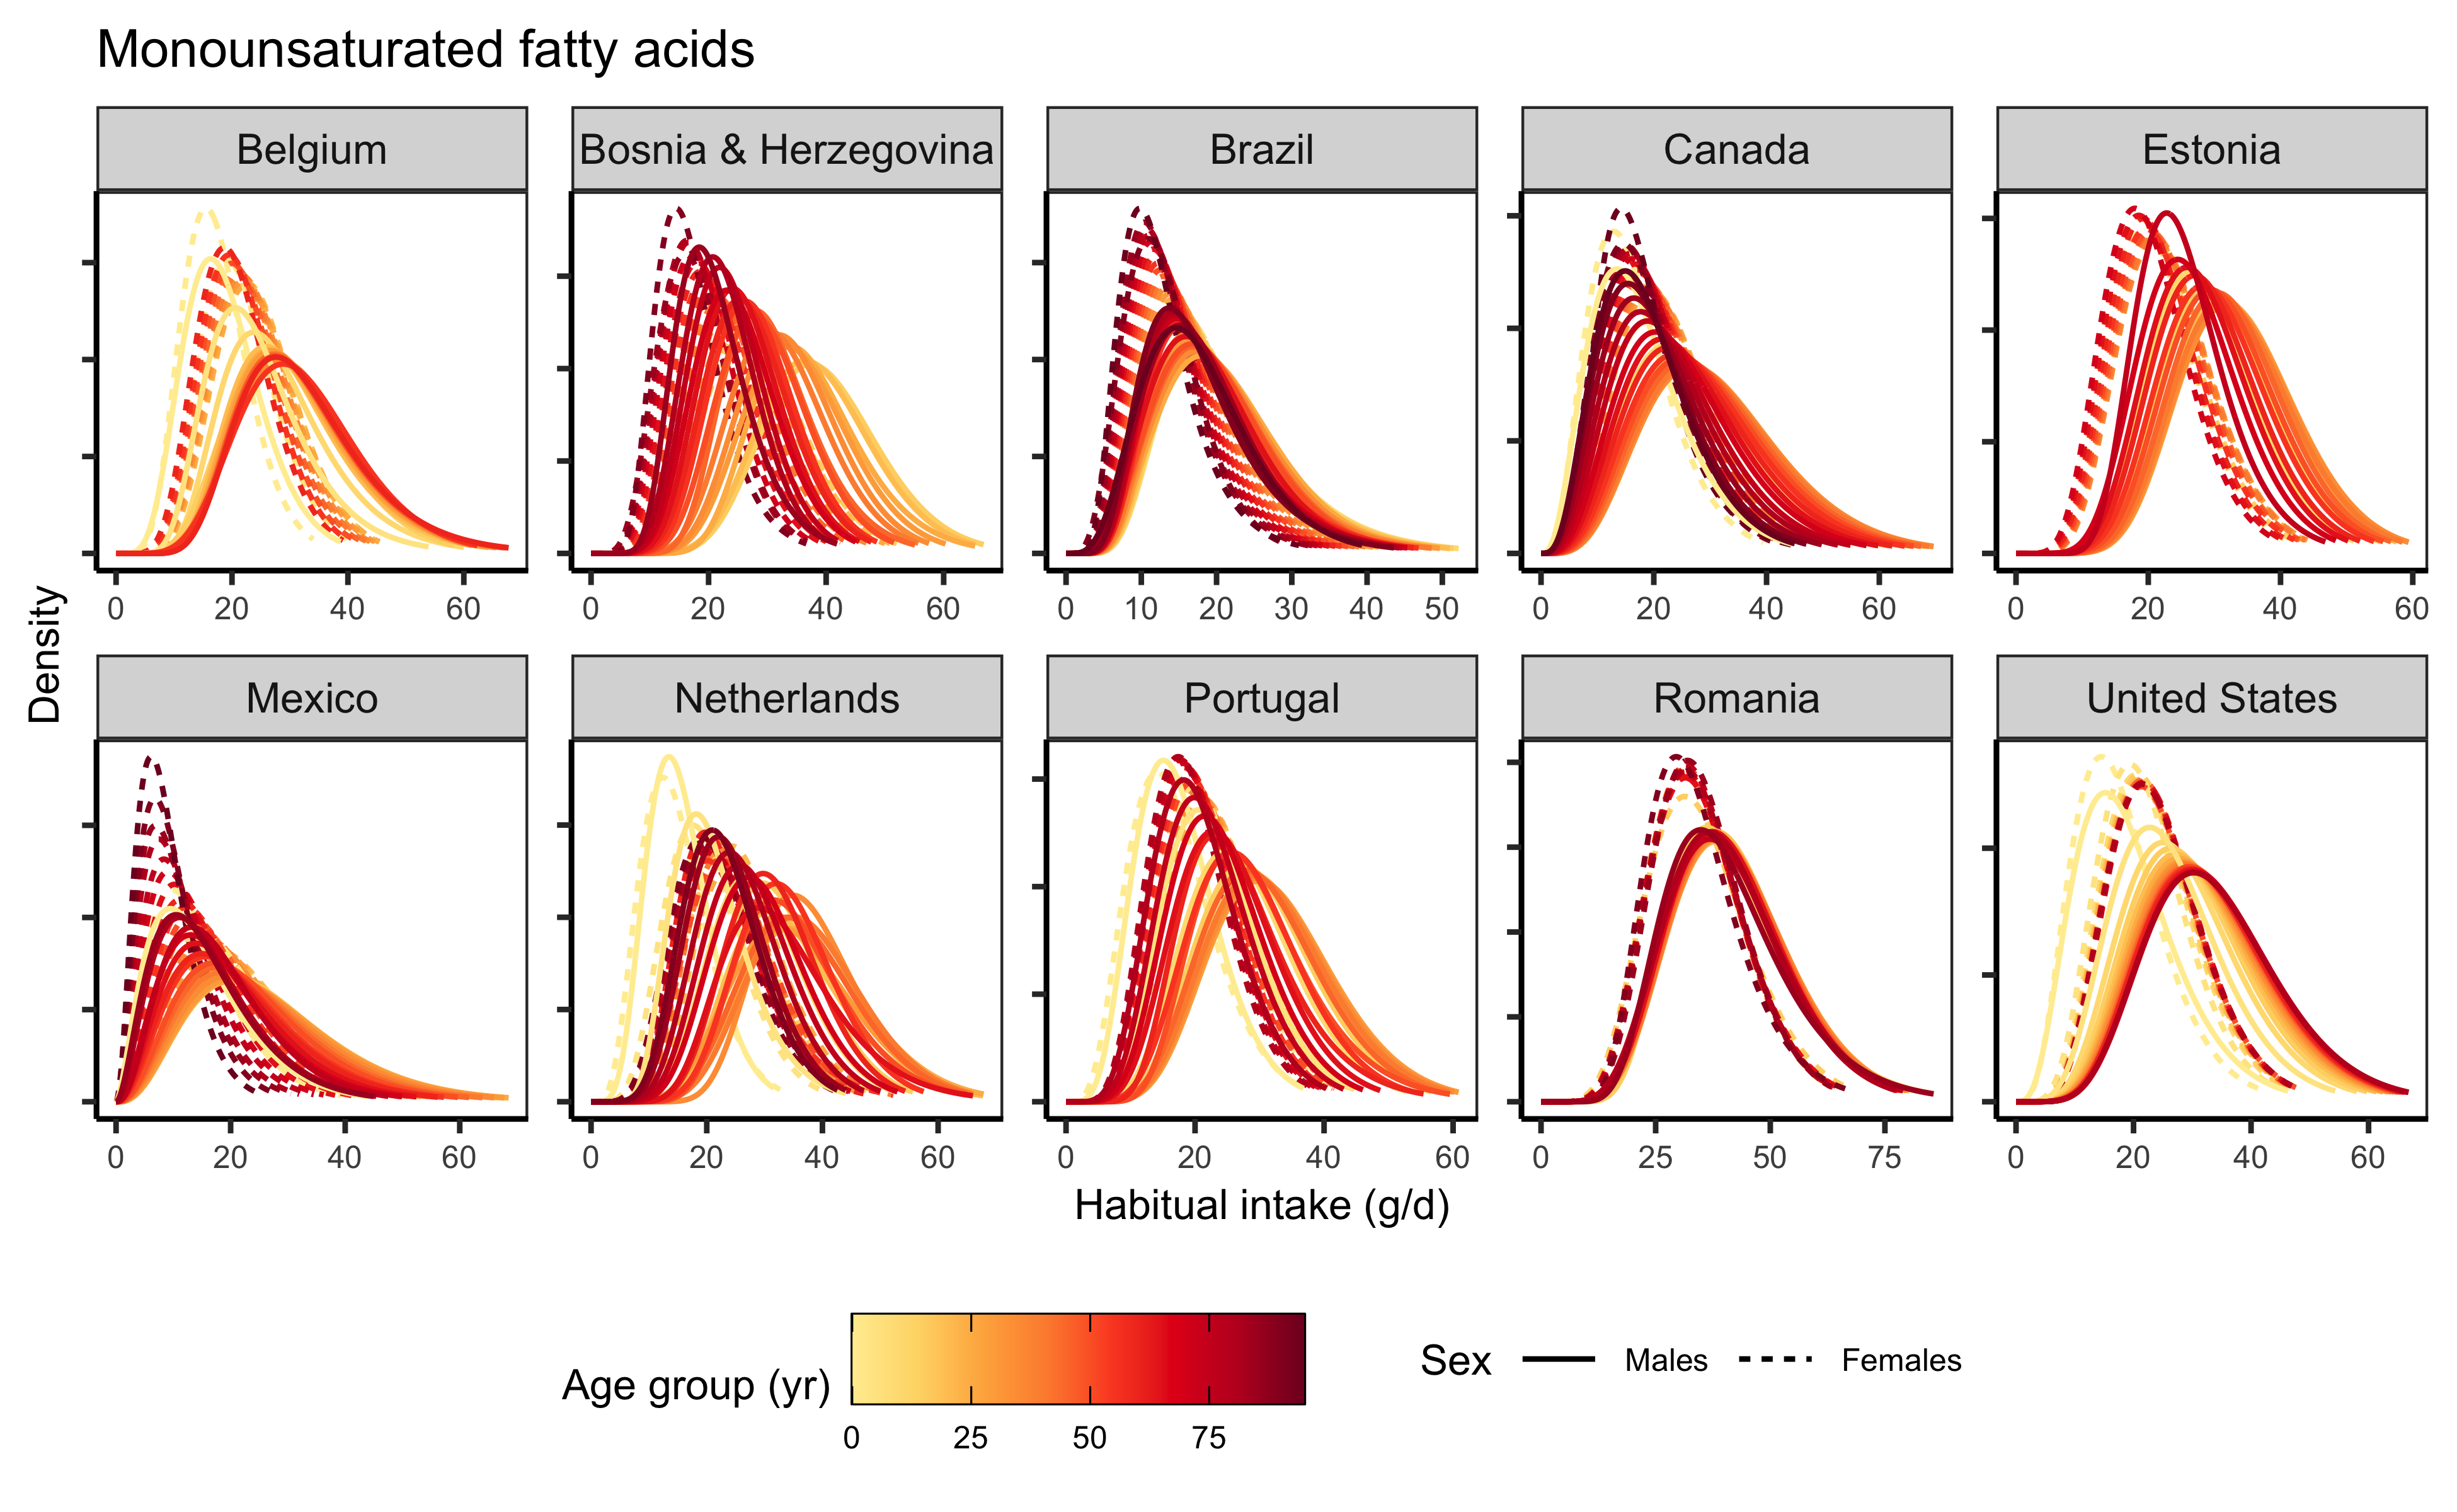 Monounsaturated fatty acids
Belgium
Bosnia & Herzegovina
Brazil
Canada
Estonia
0 20 40 60
0 20 40 60
0 10 20 30 40 50
0 20 40 60
0 20 40 60
Density
Mexico
Netherlands
Portugal
Romania
United States
0 20 40 60
0 20 40 60
0 20 40 60
0 25 50 75
0 20 40 60
Habitual intake (g/d)
Age group (yr)
0 25 50 75
Sex
Males
Females